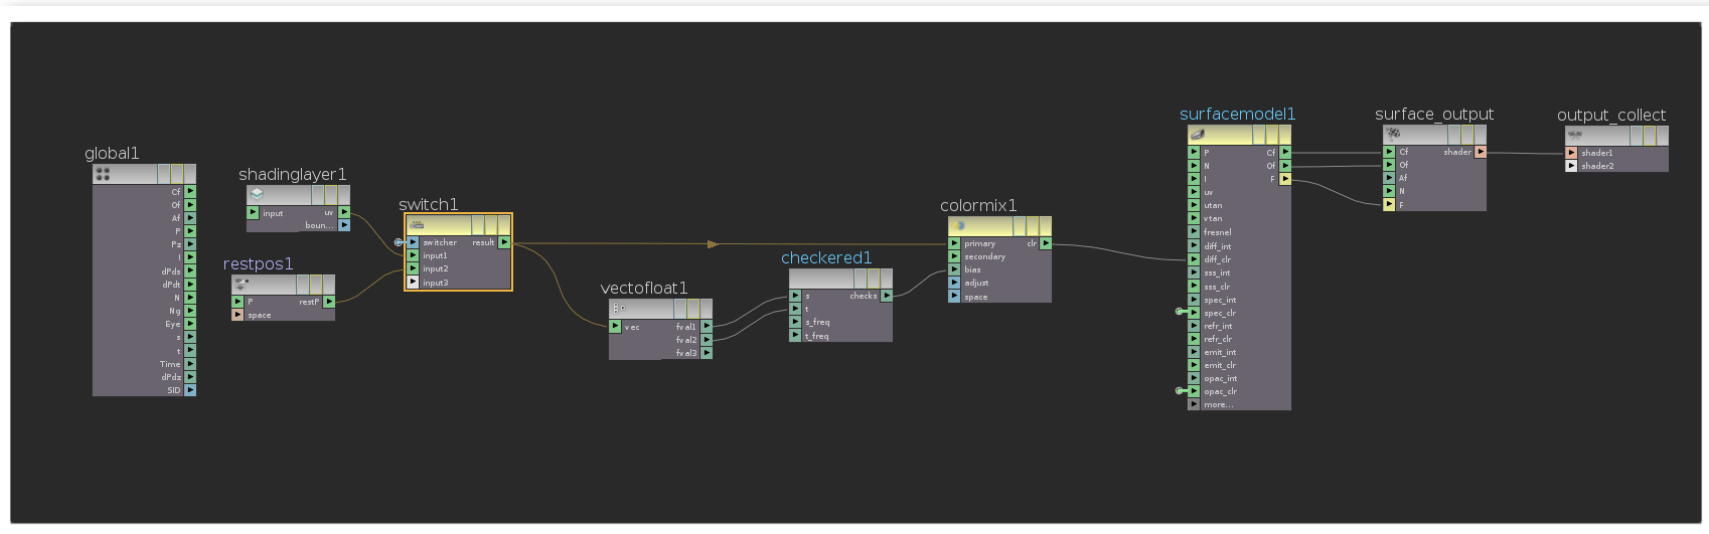 global1
Cf
Of
Af
P
Pz
I
dPds
dPdt
N
Ng
Eye
s
t
Time
dPdz
SID
shadinglayer1
input uv
boun...
restpos1
P restP
space
switch1
switcher result
input1
input2
input3
vectofloat1
vec fval1
fval2
fval3
checkered1
s checks
t
s_freq
t_freq
colormix1
primary clr
secondary
bias
adjust
space
surfacemodel1
P Cf
N Of
I F
uv
utan
vtan
fresnel
diff_int
diff_clr
sss_int
sss_clr
spec_int
spec_clr
refr_int
refr_clr
emit_int
emit_clr
opac_int
opac_clr
more...
surface_output
Cf shader
Of
Af
N
F
output_collect
shader1
shader2